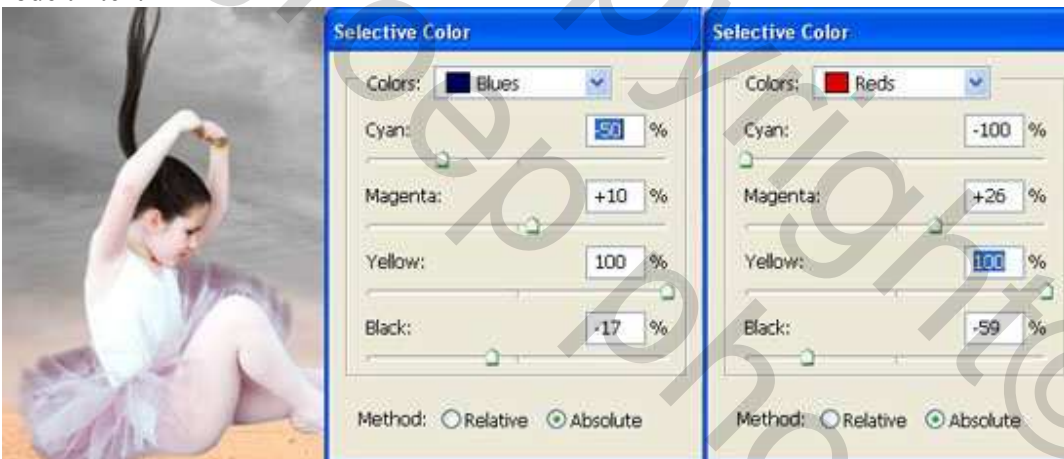 Selective Color
Colors: Blues
Cyan: -50 %
Magenta: +10 %
Yellow: 100 %
Black: -17 %
Method: Relative Absolute
Selective Color
Colors: Reds
Cyan: -100 %
Magenta: +26 %
Yellow: 100 %
Black: -59 %
Method: Relative Absolute